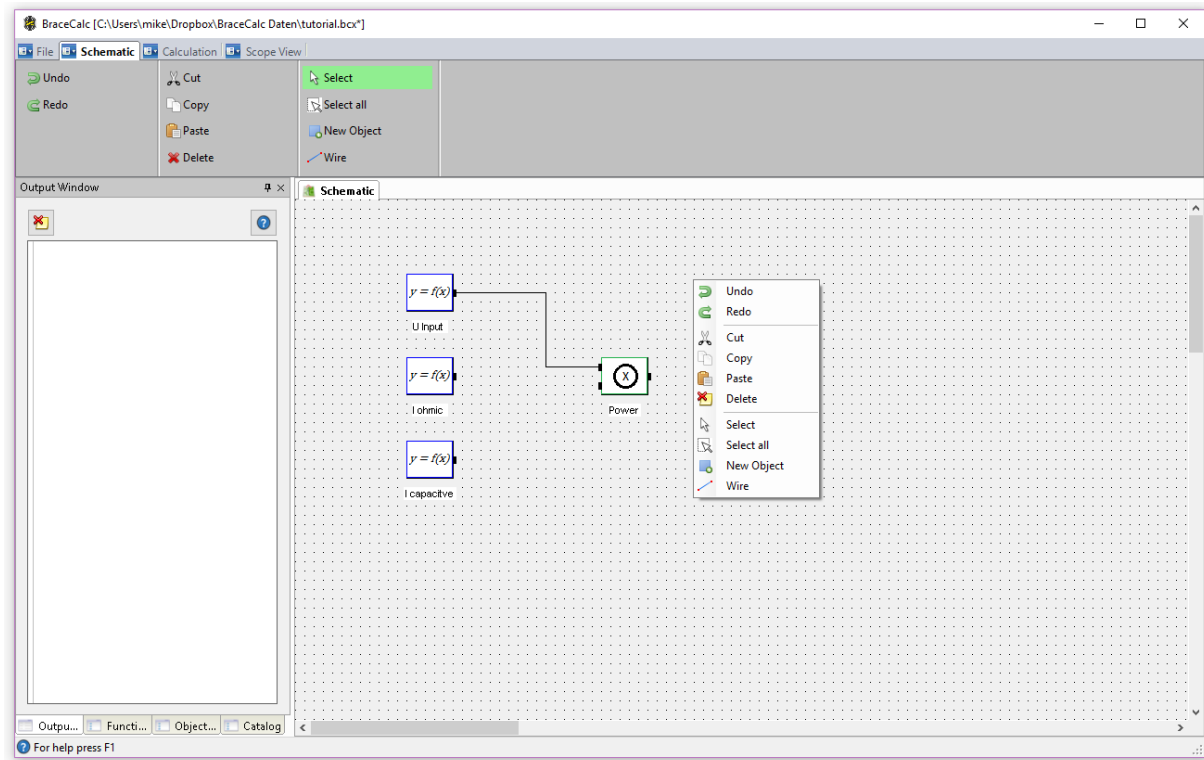 BraceCalc [C:\Users\mike\Dropbox\BraceCalc Daten\tutorial.bcx*]
File Schematic Calculation Scope View
Undo Cut Select
Redo Copy Select all
Paste New Object
Delete Wire
Output Window
Schematic
y = f(x)
U Input
y = f(x)
I ohmic
X
Power
y = f(x)
I capacitve
Undo
Redo
Cut
Copy
Paste
Delete
Select
Select all
New Object
Wire
Outpu... Functi... Object... Catalog
For help press F1